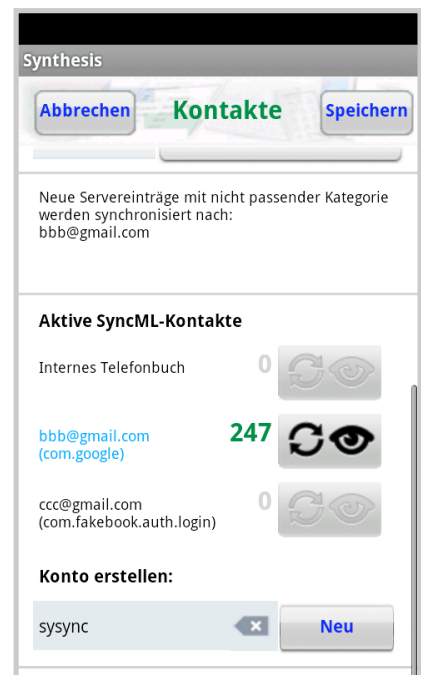 Synthesis
Abbrechen
Kontakte
Speichern
Neue Servereinträge mit nicht passender Kategorie
werden synchronisiert nach:
bbb@gmail.com
Aktive SyncML-Kontakte
Internes Telefonbuch
0
bbb@gmail.com
(com.google)
247
ccc@gmail.com
(com.fakebook.auth.login)
0
Konto erstellen:
sysync
Neu